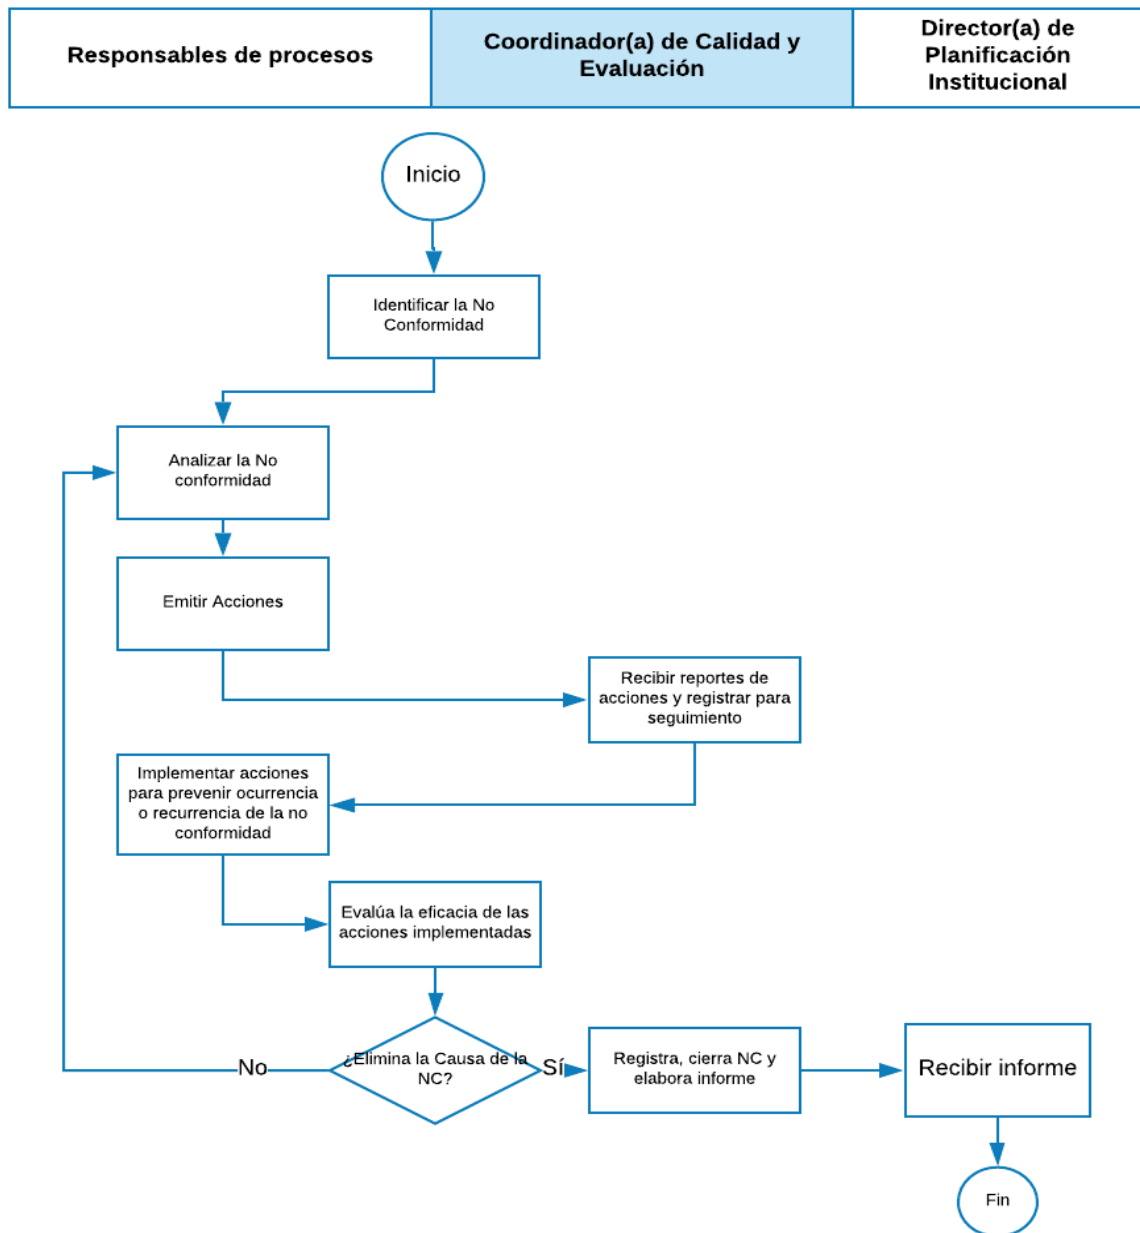 Responsables de procesos
Coordinador(a) de Calidad y
Evaluación
Director(a) de
Planificación
Institucional
Inicio
Identificar la No
Conformidad
Analizar la No
conformidad
Emitir Acciones
Recibir reportes de
acciones y registrar para
seguimiento
Implementar acciones
para prevenir ocurrencia
o recurrencia de la no
conformidad
Evalúa la eficacia de las
acciones implementadas
¿Elimina la Causa de la
NC?
No
Sí
Registra, cierra NC y
elabora informe
Recibir informe
Fin